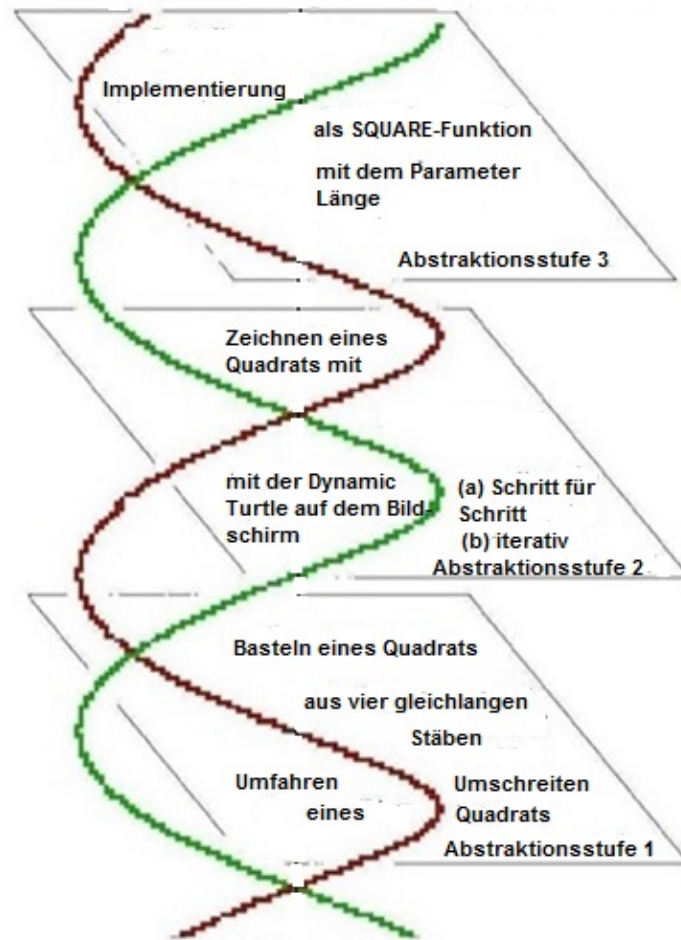 Implementierung
als SQUARE-Funktion
mit dem Parameter
Länge
Abstraktionsstufe 3
Zeichnen eines
Quadrats mit
mit der Dynamic
Turtle auf dem Bild-
schirm
(a) Schritt für
Schritt
(b) iterativ
Abstraktionsstufe 2
Basteln eines Quadrats
aus vier gleichlangen
Stäben
Umfahren
eines
Umschreiten
Quadrats
Abstraktionsstufe 1